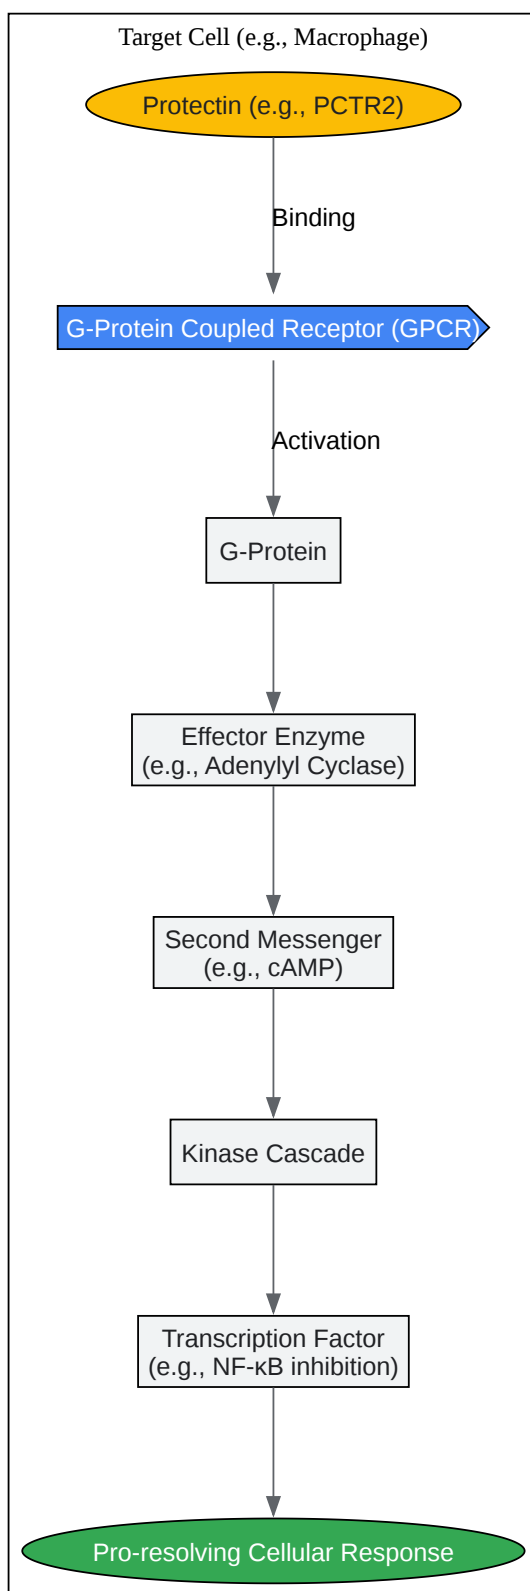 Target Cell (e.g., Macrophage)
Protectin (e.g., PCTR2)
Binding
G-Protein Coupled Receptor (GPCR)
Activation
G-Protein
Effector Enzyme
(e.g., Adenylyl Cyclase)
Second Messenger
(e.g., cAMP)
Kinase Cascade
Transcription Factor
(e.g., NF-κB inhibition)
Pro-resolving Cellular Response